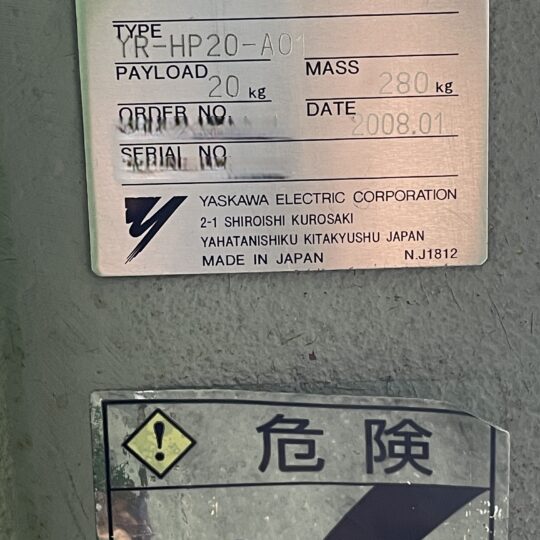 TYPE YR-HP20-A01
PAYLOAD 20 kg MASS 280 kg
ORDER NO. DATE 2008.01
SERIAL NO
YASKAWA ELECTRIC CORPORATION
2-1 SHIROISHI KUROSAKI
YAHATANISHIKU KITAKYUSHU JAPAN
MADE IN JAPAN N.J1812
危険